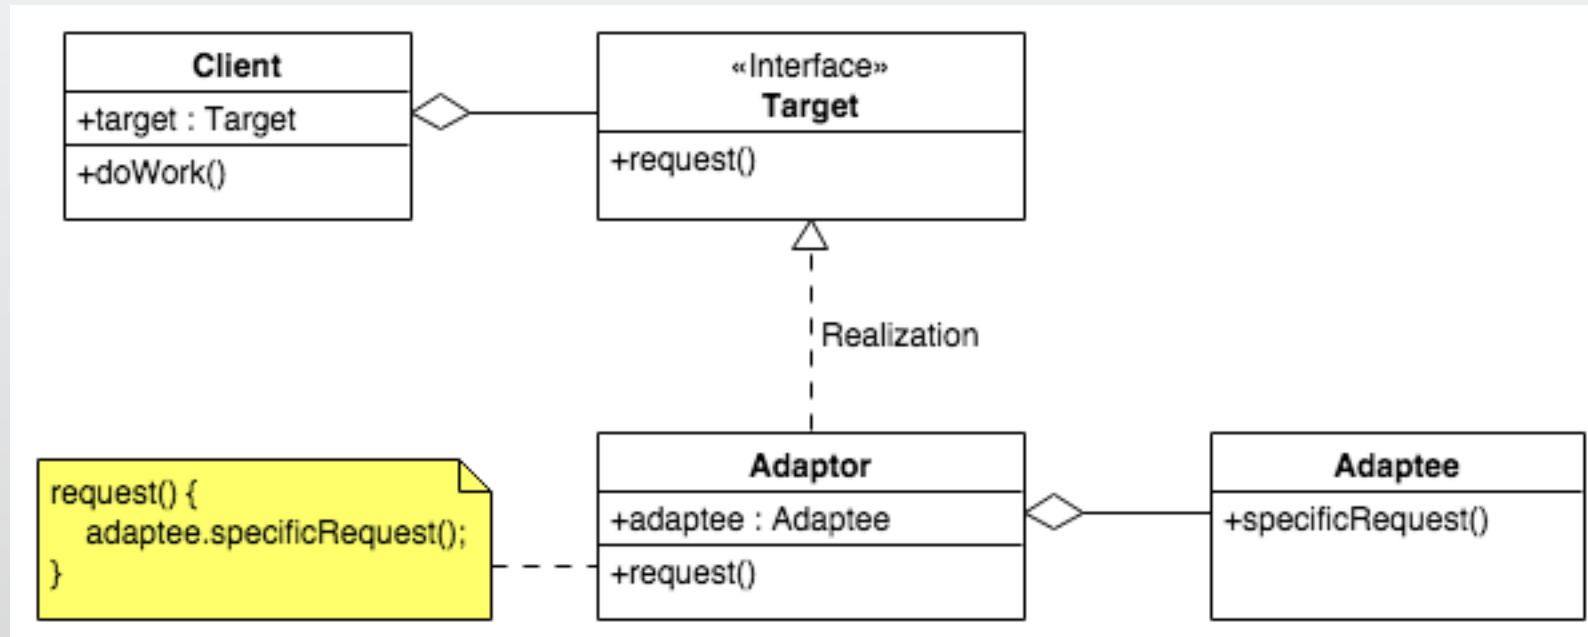 Client
+target : Target
+doWork()
«Interface»
Target
+request()
Realization
request() {
adaptee.specificRequest();
}
Adaptor
+adaptee : Adaptee
+request()
Adaptee
+specificRequest()